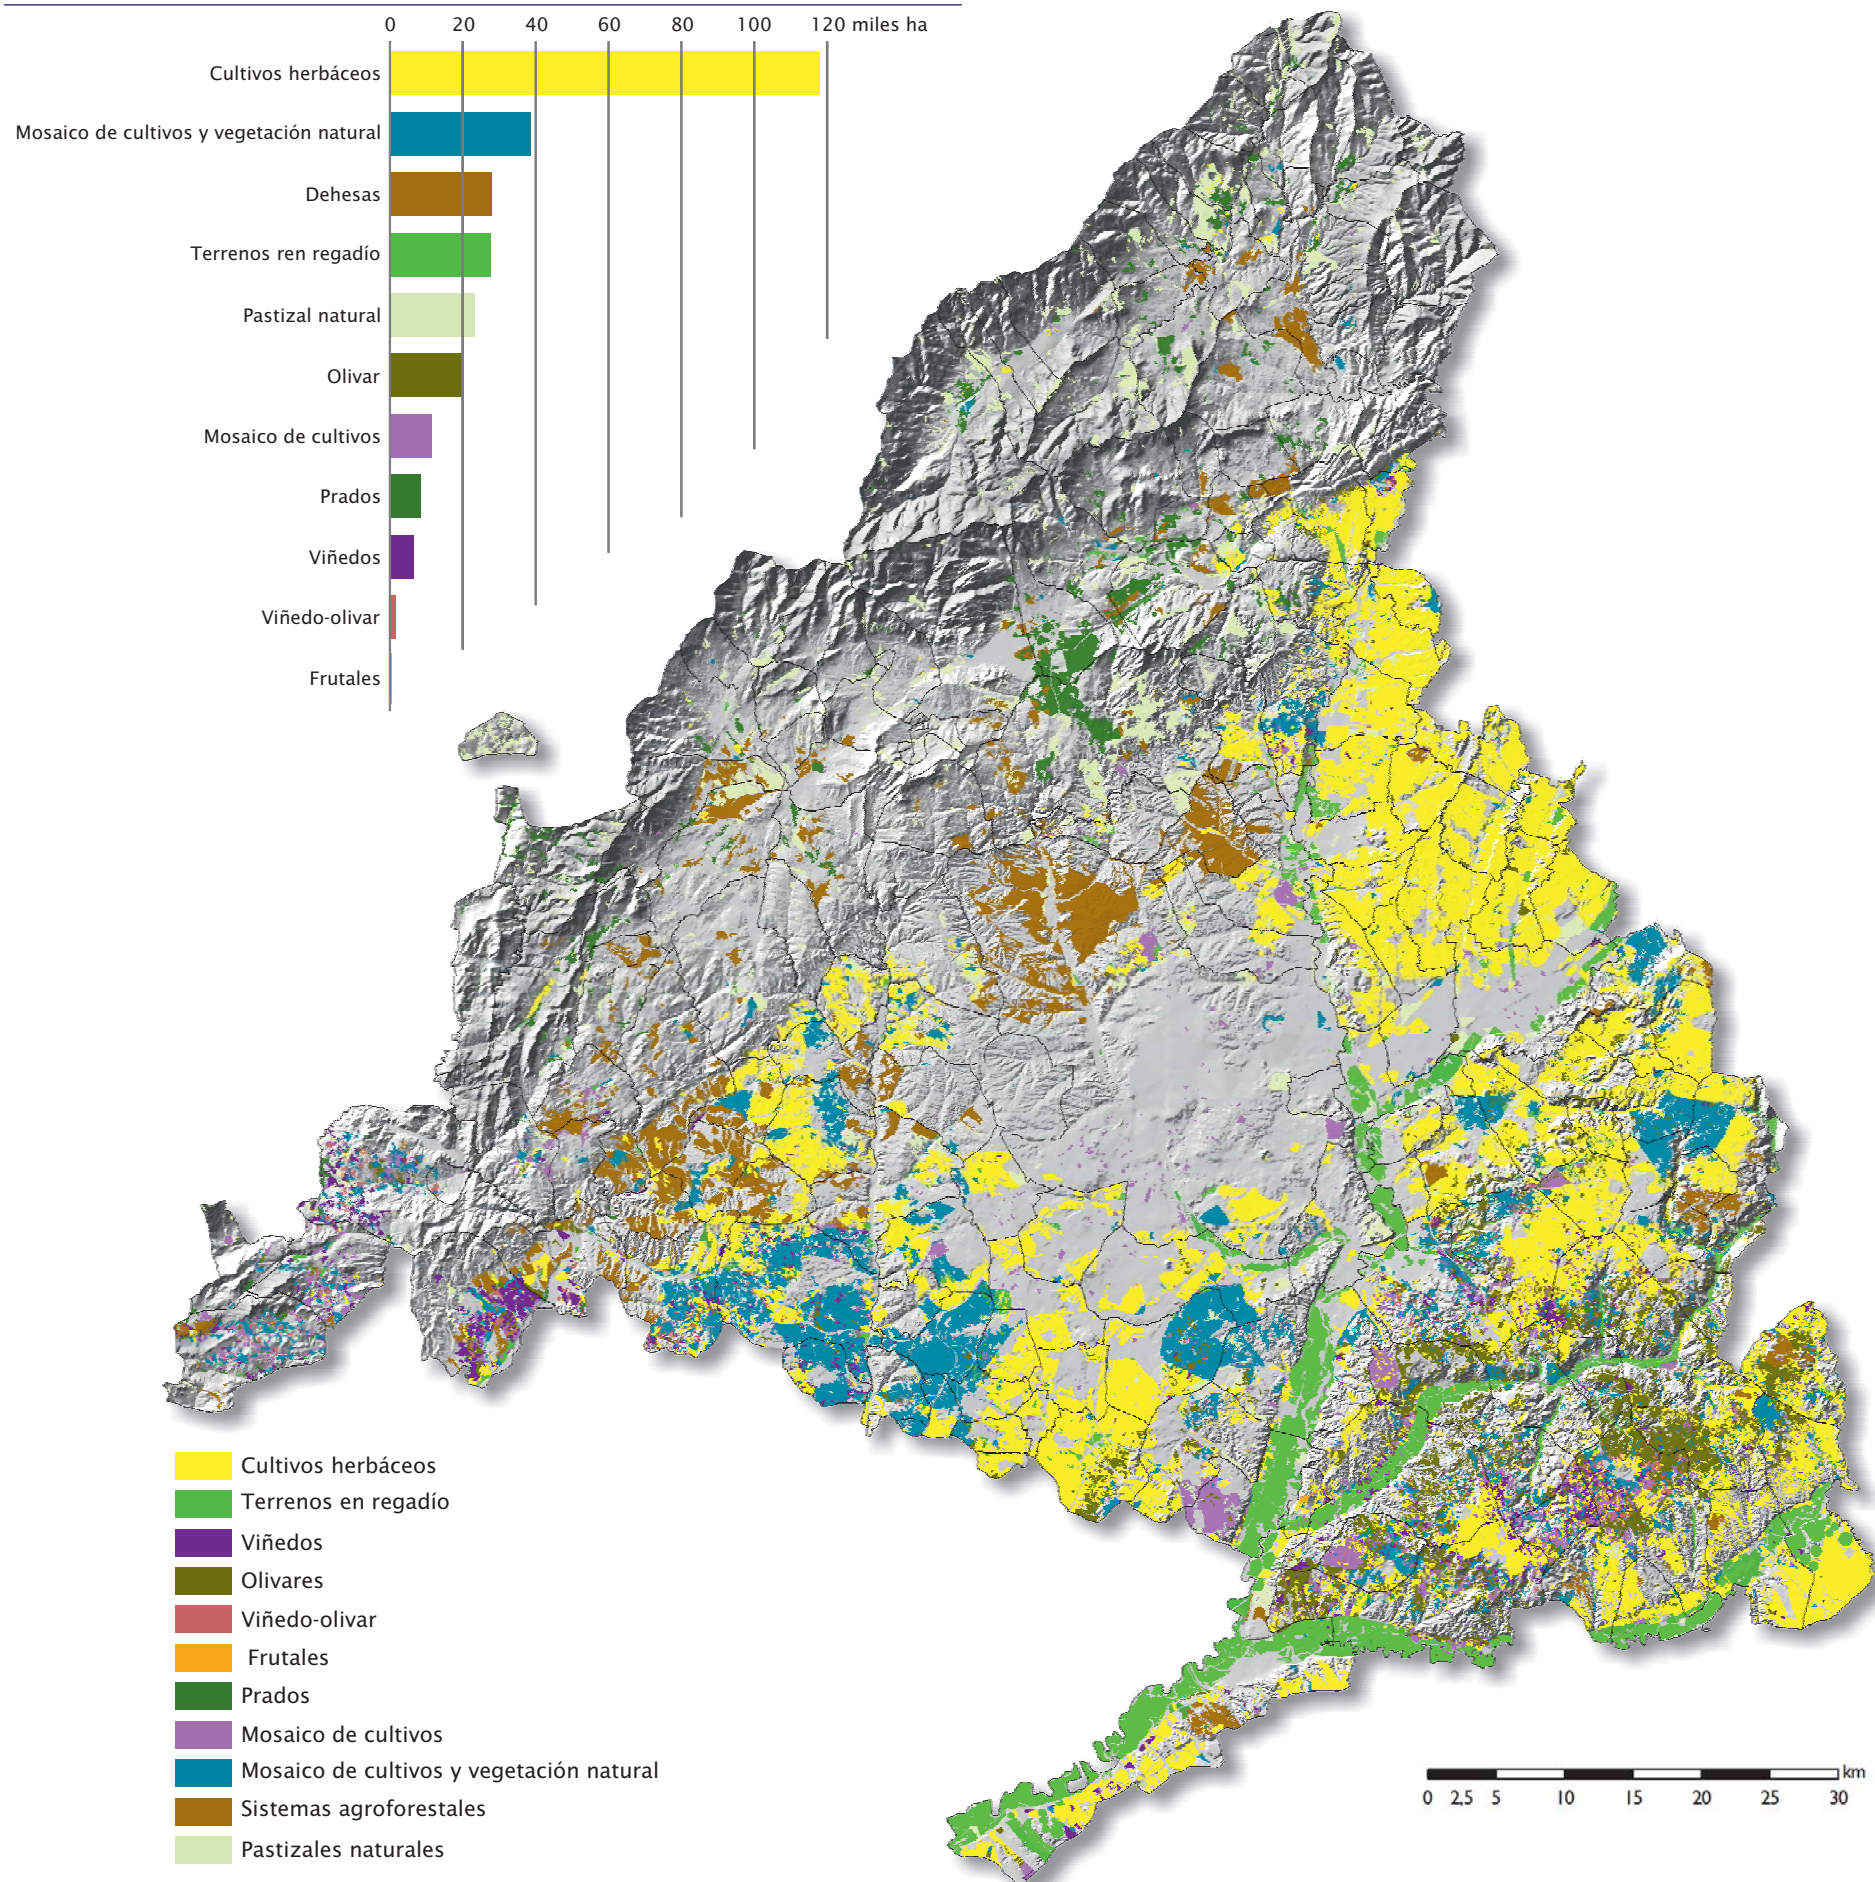 0 20 40 60 80 100 120 miles ha
Cultivos herbáceos
Mosaico de cultivos y vegetación natural
Dehesas
Terrenos ren regadío
Pastizal natural
Olivar
Mosaico de cultivos
Prados
Viñedos
Viñedo-olivar
Frutales
Cultivos herbáceos
Terrenos en regadío
Viñedos
Olivares
Viñedo-olivar
Frutales
Prados
Mosaico de cultivos
Mosaico de cultivos y vegetación natural
Sistemas agroforestales
Pastizales naturales
km
0 2,5 5 10 15 20 25 30